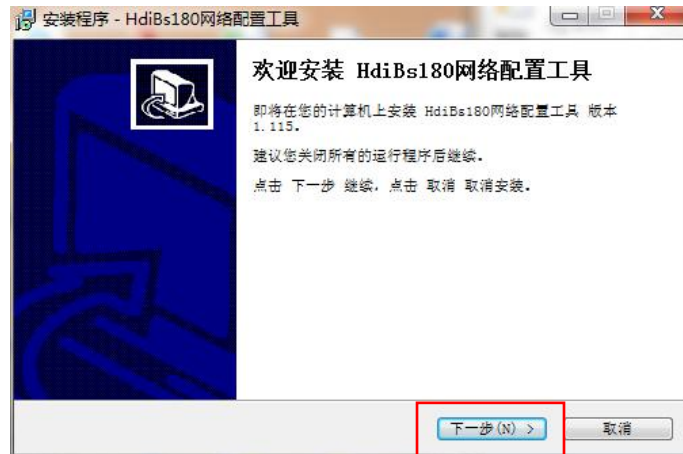 安装程序 - HdiBs180网络配置工具
欢迎安装 HdiBs180网络配置工具
即将在您的计算机上安装 HdiBs180网络配置工具 版本
1.115。
建议您关闭所有的运行程序后继续。
点击 下一步 继续，点击 取消 取消安装。
下一步(N) >
取消